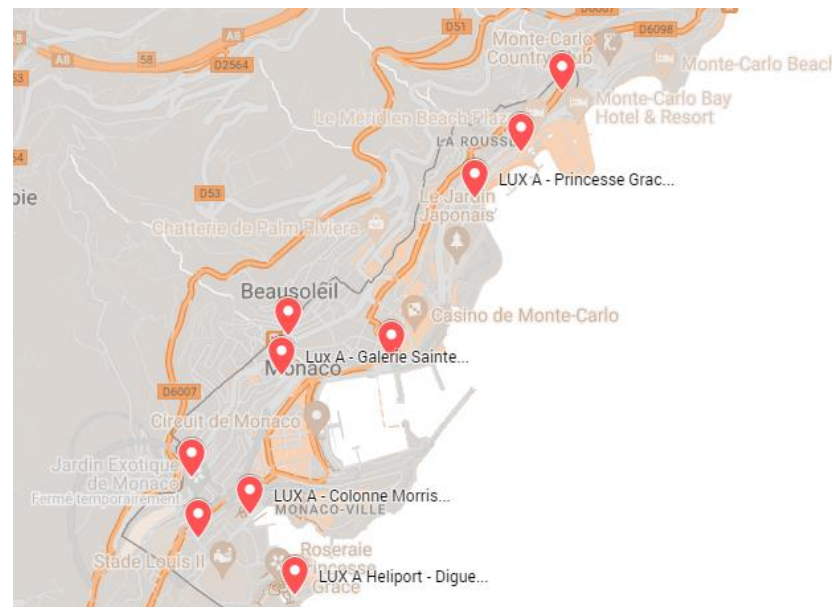 D6007
D51
D6098
A8
A8
58
D2564
A8
Monte-Carlo
Country Club
Monte-Carlo Beach
53
Le Méridien Beach Plaza
Monte-Carlo Bay
Hotel & Resort
LA ROUSSE
54
LUX A - Princesse Grac...
D53
Le Jardin
Japonais
Chatterie de Palm Riviera
Beausoleil
Casino de Monte-Carlo
Lux A - Galerie Sainte...
Monaco
D6007
Circuit de Monaco
Jardin Exotique
de Monaco
Fermé temporairement
LUX A - Colonne Morris...
MONACO-VILLE
Stade Louis II
Roseraie
Princesse
Grace
LUX A Heliport - Digue...